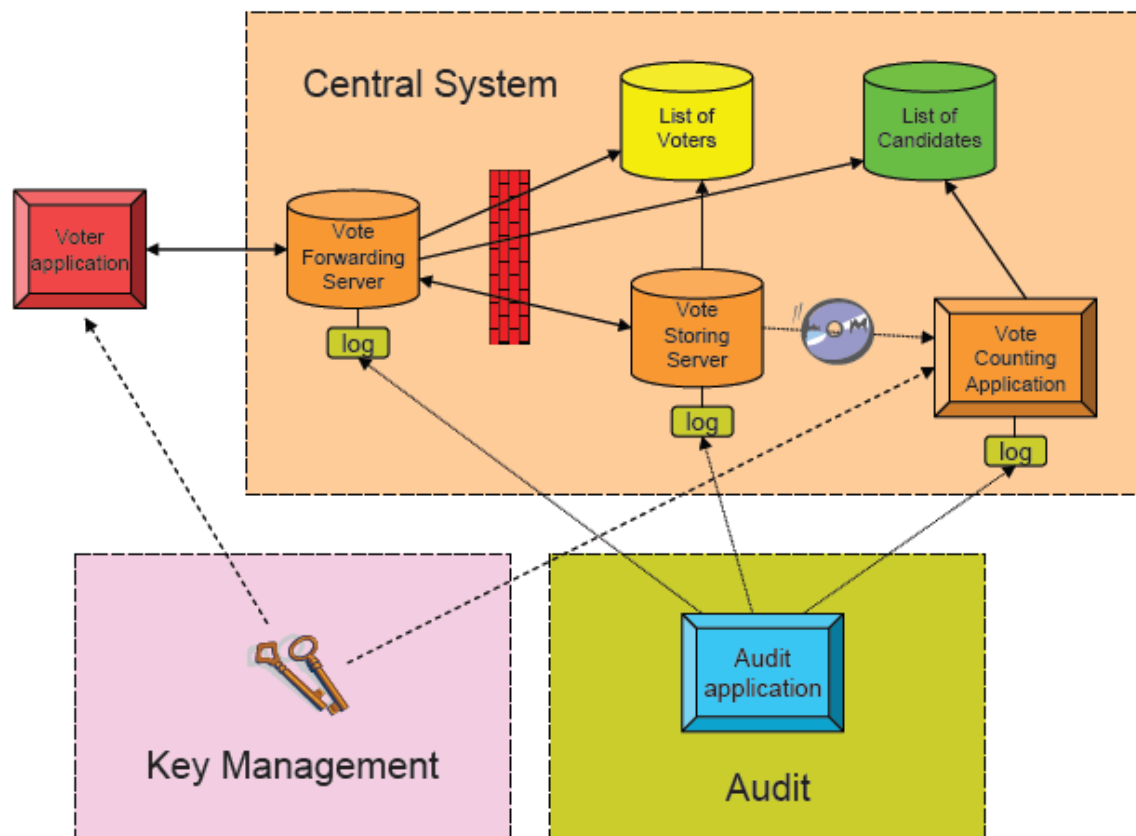 Central System
List of
Voters
List of
Candidates
Voter
application
Vote
Forwarding
Server
log
Vote
Storing
Server
log
Vote
Counting
Application
log
Key Management
Audit
application
Audit